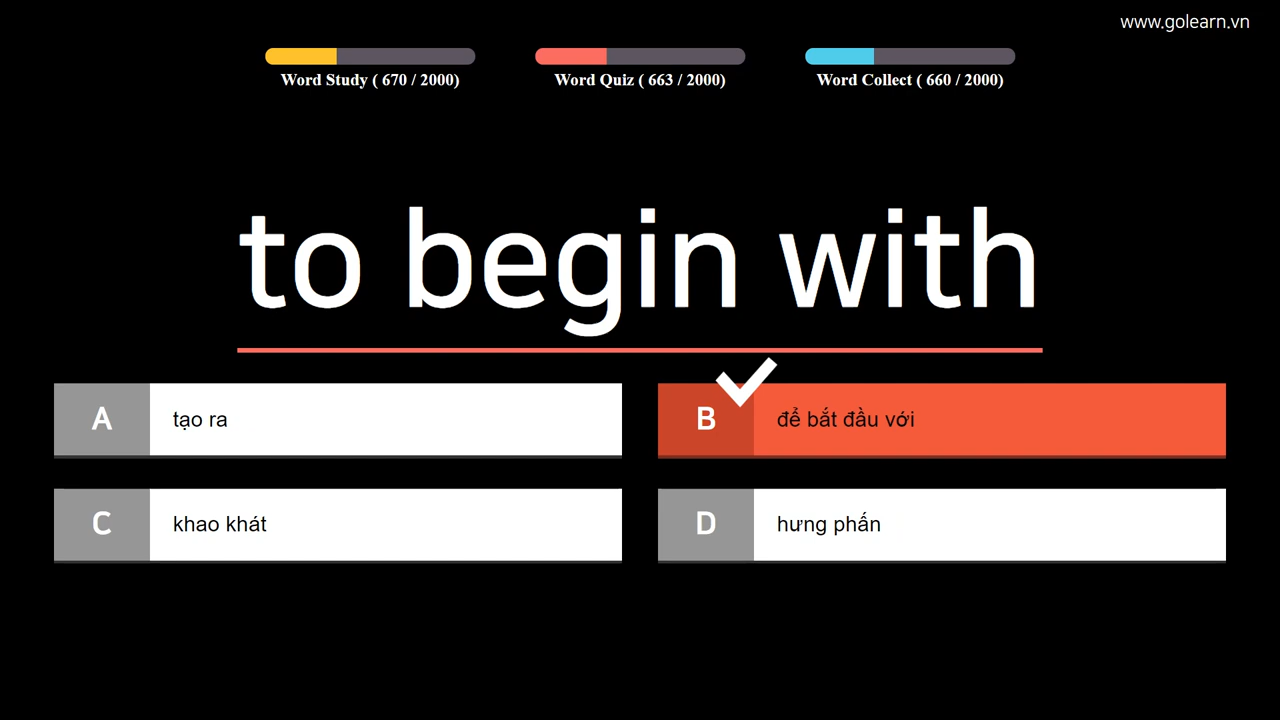 www.golearn.vn
Word Study ( 670 / 2000)
Word Quiz ( 663 / 2000)
Word Collect ( 660 / 2000)
to begin with
A tạo ra
B để bắt đầu với
C khao khát
D hưng phấn